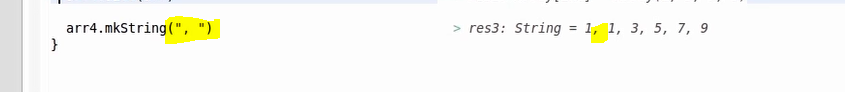 arr4.mkString(", ") > res3: String = 1, 1, 3, 5, 7, 9
}